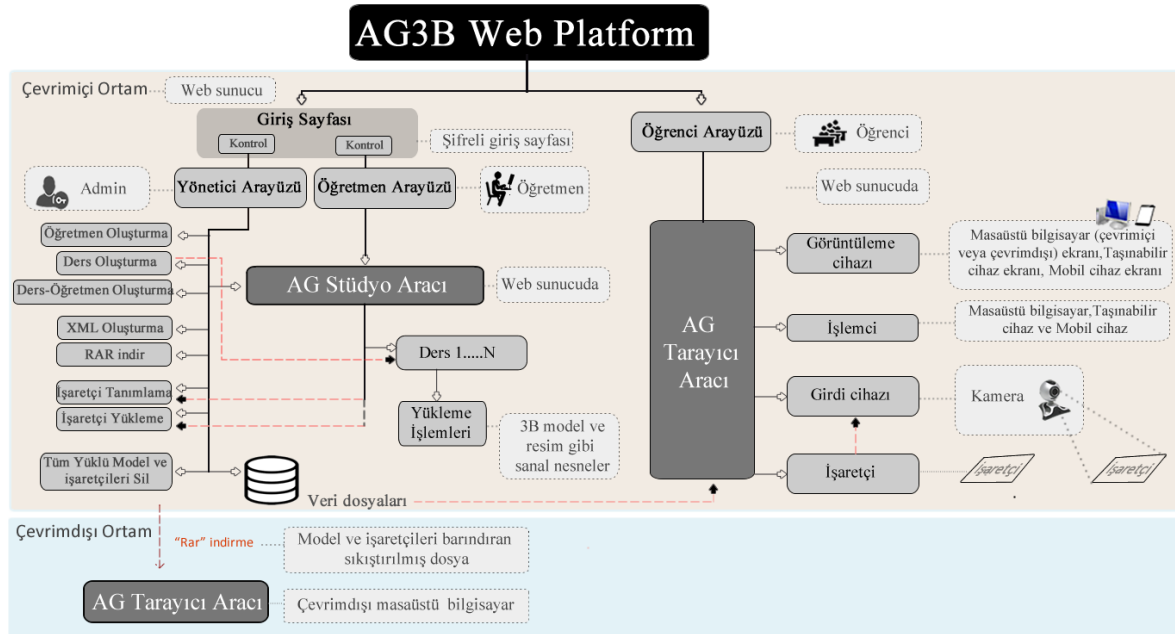 AG3B Web Platform
Çevrimiçi Ortam
Web sunucu
Giriş Sayfası
Kontrol
Kontrol
Şifreli giriş sayfası
Öğrenci Arayüzü
Öğrenci
Admin
Yönetici Arayüzü
Öğretmen Arayüzü
Öğretmen
Web sunucuda
Öğretmen Oluşturma
Ders Oluşturma
Ders-Öğretmen Oluşturma
XML Oluşturma
RAR indir
İşaretçi Tanımlama
İşaretçi Yükleme
Tüm Yüklü Model ve
işaretçileri Sil
AG Stüdyo Aracı
Web sunucuda
Ders 1.....N
Yükleme
İşlemleri
3B model ve
resim gibi
sanal nesneler
Veri dosyaları
AG
Tarayıcı
Aracı
Görüntüleme
cihazı
Masaüstü bilgisayar (çevrimiçi
veya çevrimdışı) ekranı,Taşınabilir
cihaz ekranı, Mobil cihaz ekranı
İşlemci
Masaüstü bilgisayar,Taşınabilir
cihaz ve Mobil cihaz
Girdi cihazı
Kamera
İşaretçi
İşaretçi
İşaretçi
Çevrimdışı Ortam
“Rar” indirme
Model ve işaretçileri barındıran
sıkıştırılmış dosya
AG Tarayıcı Aracı
Çevrimdışı masaüstü bilgisayar